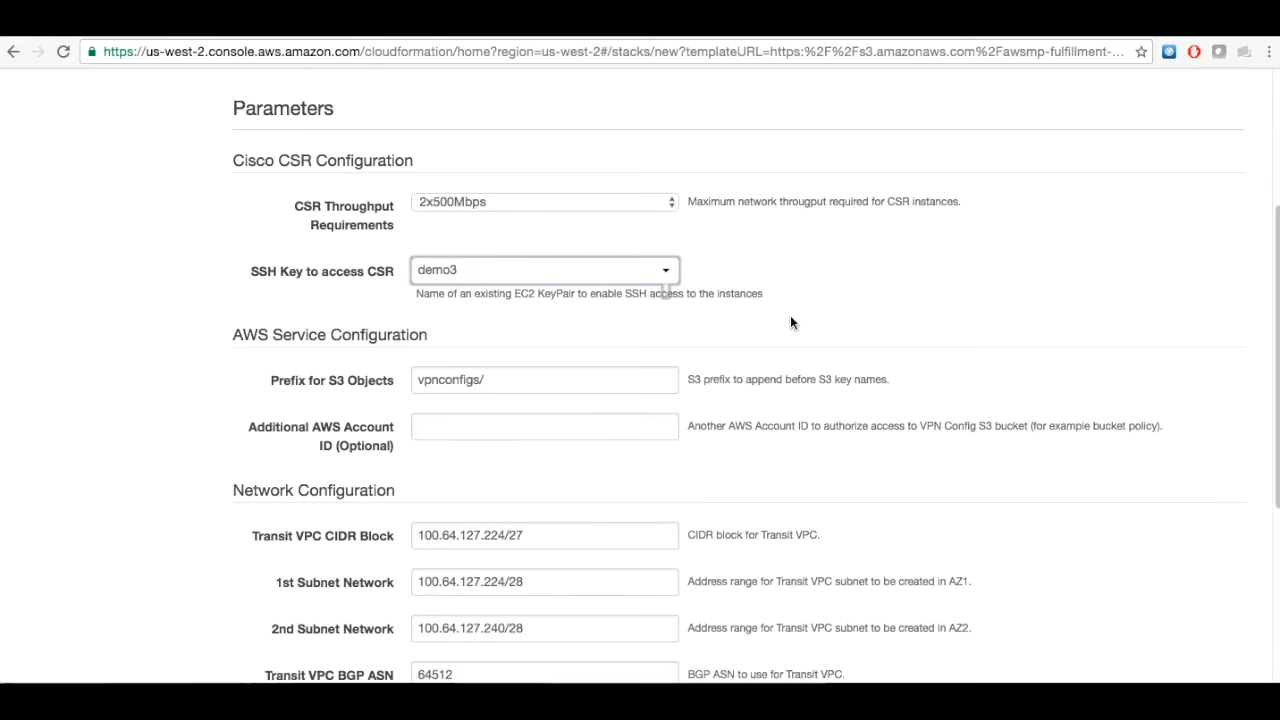 https://us-west-2.console.aws.amazon.com/cloudformation/home?region=us-west-2#/stacks/new?templateURL=https:%2F%2Fs3.amazonaws.com%2Fawsmp-fulfillment-...
Parameters
Cisco CSR Configuration
CSR Throughput
Requirements
2x500Mbps
Maximum network througput required for CSR instances.
SSH Key to access CSR
demo3
Name of an existing EC2 KeyPair to enable SSH access to the instances
AWS Service Configuration
Prefix for S3 Objects
vpnconfigs/
S3 prefix to append before S3 key names.
Additional AWS Account
ID (Optional)
Another AWS Account ID to authorize access to VPN Config S3 bucket (for example bucket policy).
Network Configuration
Transit VPC CIDR Block
100.64.127.224/27
CIDR block for Transit VPC.
1st Subnet Network
100.64.127.224/28
Address range for Transit VPC subnet to be created in AZ1.
2nd Subnet Network
100.64.127.240/28
Address range for Transit VPC subnet to be created in AZ2.
Transit VPC BGP ASN
64512
BGP ASN to use for Transit VPC.